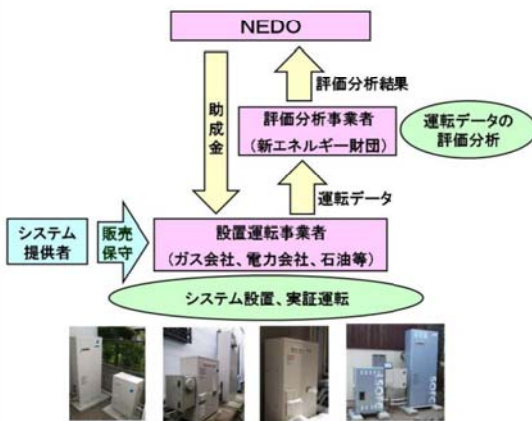 NEDO
助成金
評価分析結果
評価分析事業者
(新エネルギー財団)
運転データの
評価分析
運転データ
システム
提供者
販売
保守
設置運転事業者
(ガス会社、電力会社、石油等)
システム設置、実証運転
SOFC